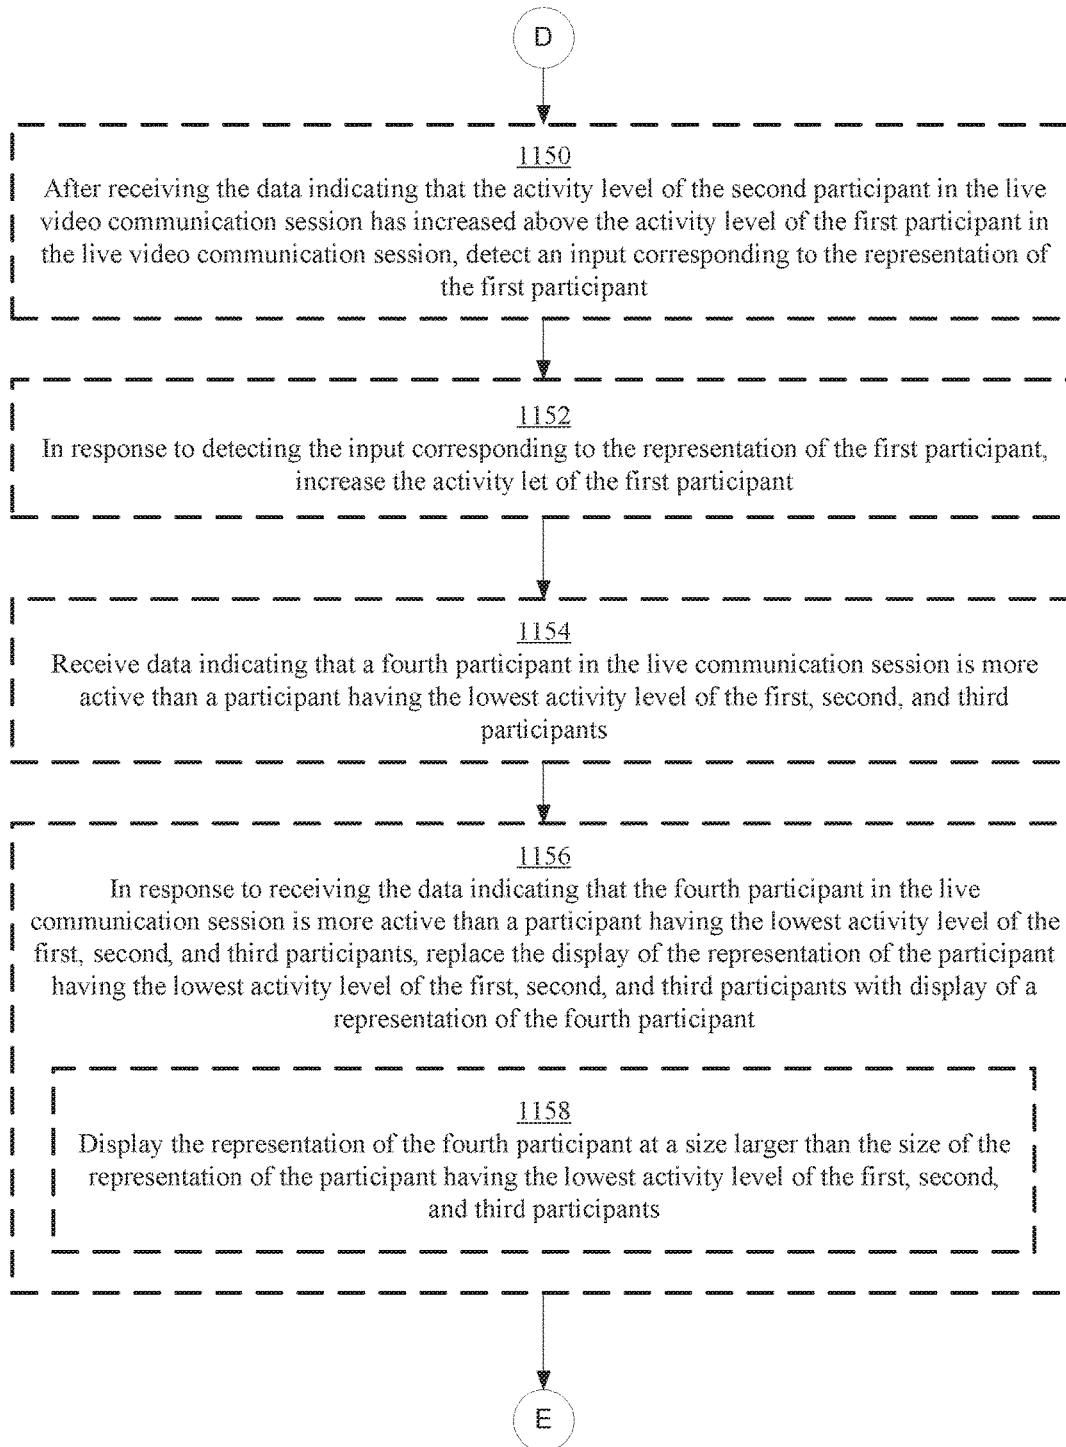 D
1150
After receiving the data indicating that the activity level of the second participant in the live
video communication session has increased above the activity level of the first participant in
the live video communication session, detect an input corresponding to the representation of
the first participant
1152
In response to detecting the input corresponding to the representation of the first participant,
increase the activity let of the first participant
1154
Receive data indicating that a fourth participant in the live communication session is more
active than a participant having the lowest activity level of the first, second, and third
participants
1156
In response to receiving the data indicating that the fourth participant in the live
communication session is more active than a participant having the lowest activity level of the
first, second, and third participants, replace the display of the representation of the participant
having the lowest activity level of the first, second, and third participants with display of a
representation of the fourth participant
1158
Display the representation of the fourth participant at a size larger than the size of the
representation of the participant having the lowest activity level of the first, second,
and third participants
E